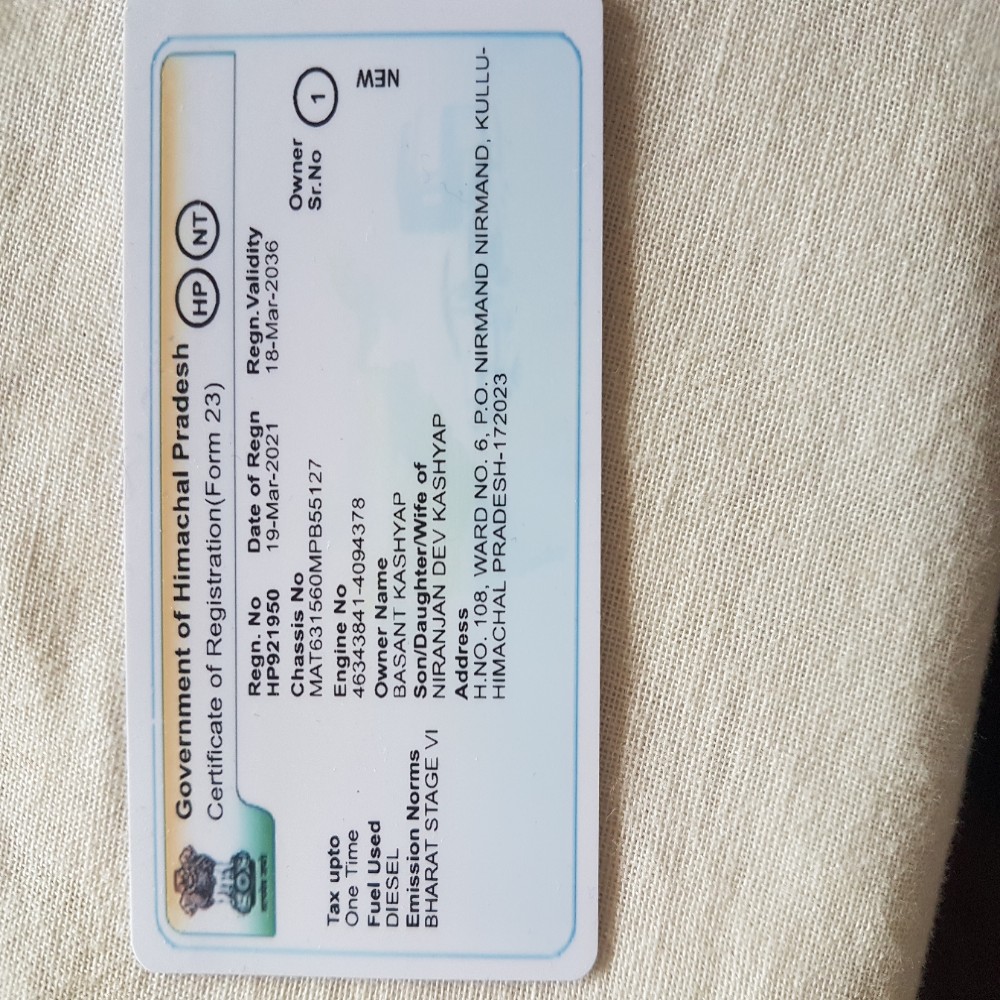 Government of Himachal Pradesh HP NT
Certificate of Registration(Form 23)
Regn. No Date of Regn Regn.Validity
HP921950 19-Mar-2021 18-Mar-2036
Chassis No Owner
MAT631560MPB55127 Sr.No 1
Engine No
46343841-4094378
Owner Name
BASANT KASHYAP
Son/Daughter/Wife of
NIRANJAN DEV KASHYAP
Address
H.NO. 108, WARD NO. 6, P.O. NIRMAND NIRMAND, KULLU-
HIMACHAL PRADESH-172023
Tax upto
One Time
Fuel Used
DIESEL
Emission Norms
BHARAT STAGE VI
NEW